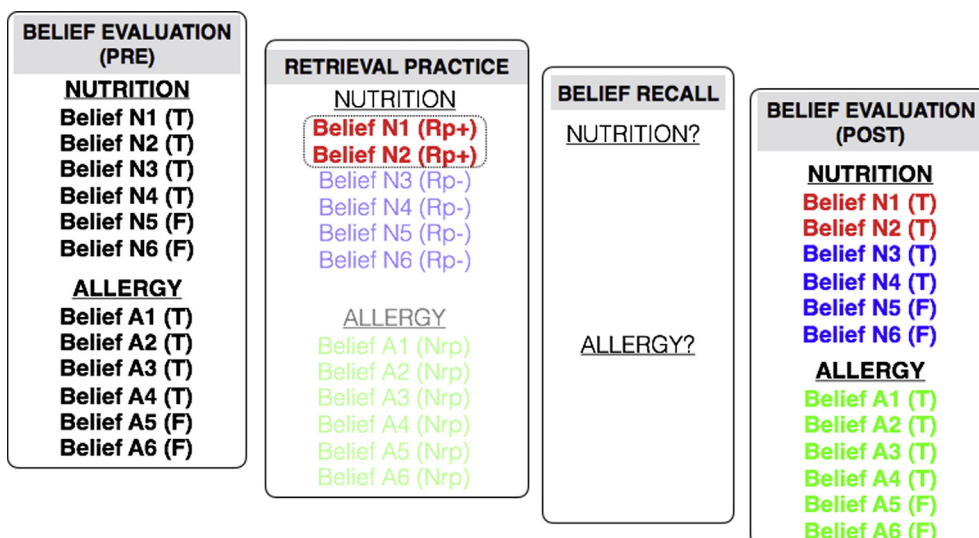 BELIEF EVALUATION
(PRE)
NUTRITION
Belief N1 (T)
Belief N2 (T)
Belief N3 (T)
Belief N4 (T)
Belief N5 (F)
Belief N6 (F)
ALLERGY
Belief A1 (T)
Belief A2 (T)
Belief A3 (T)
Belief A4 (T)
Belief A5 (F)
Belief A6 (F)
RETRIEVAL PRACTICE
NUTRITION
Belief N1 (Rp+)
Belief N2 (Rp+)
Belief N3 (Rp-)
Belief N4 (Rp-)
Belief N5 (Rp-)
Belief N6 (Rp-)
ALLERGY
Belief A1 (Nrp)
Belief A2 (Nrp)
Belief A3 (Nrp)
Belief A4 (Nrp)
Belief A5 (Nrp)
Belief A6 (Nrp)
BELIEF RECALL
NUTRITION?
ALLERGY?
BELIEF EVALUATION
(POST)
NUTRITION
Belief N1 (T)
Belief N2 (T)
Belief N3 (T)
Belief N4 (T)
Belief N5 (F)
Belief N6 (F)
ALLERGY
Belief A1 (T)
Belief A2 (T)
Belief A3 (T)
Belief A4 (T)
Belief A5 (F)
Belief A6 (F)